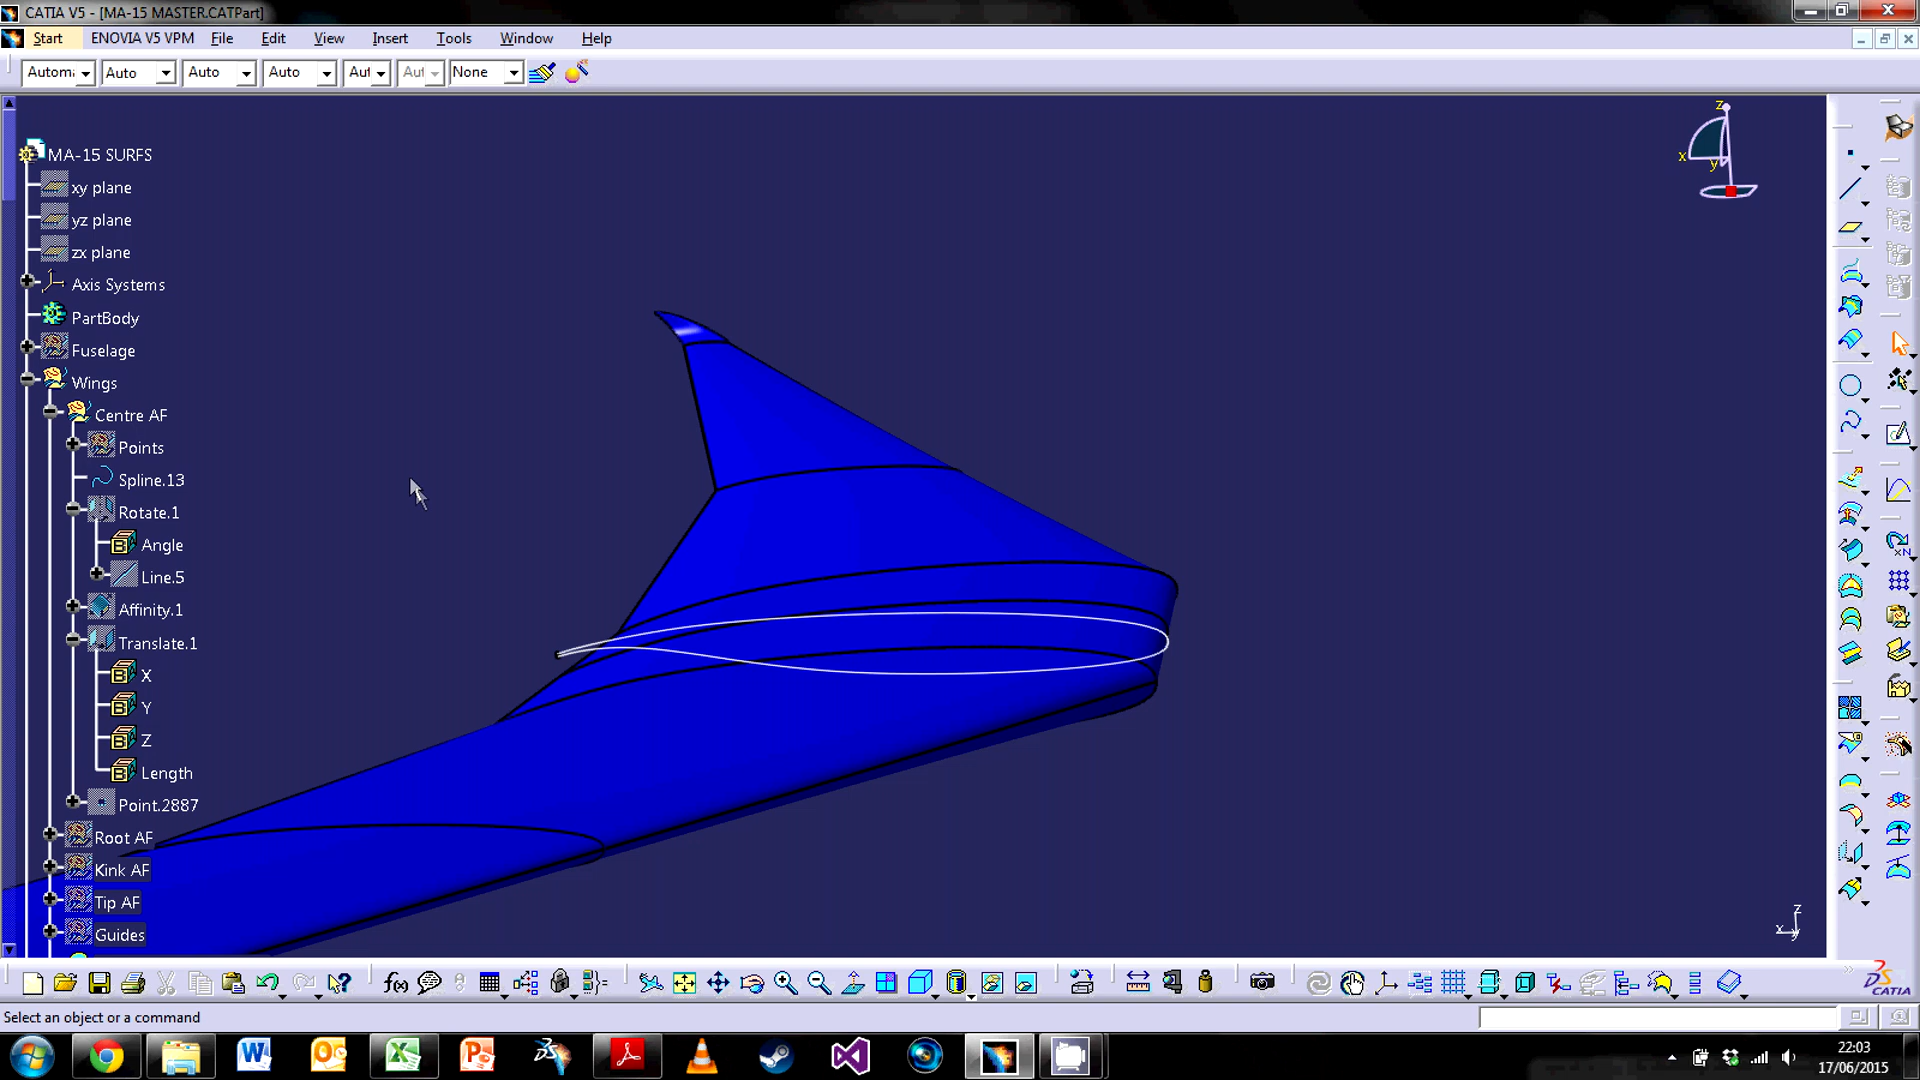 CATIA V5 - [MA-15 MASTER.CATPart]
Start ENOVIA V5 VPM File Edit View Insert Tools Window Help
Auto Auto Auto Aut Aut None
MA-15 SURFS
xy plane
yz plane
zx plane
Axis Systems
PartBody
Fuselage
Wings
Centre AF
Points
Spline.13
Rotate.1
Angle
Line.5
Affinity.1
Translate.1
X
Y
Z
Length
Point.2887
Root AF
Kink AF
Tip AF
Guides
z
x
y
z
x
y
f(x)
CATIA
Select an object or a command
22:03
17/06/2015